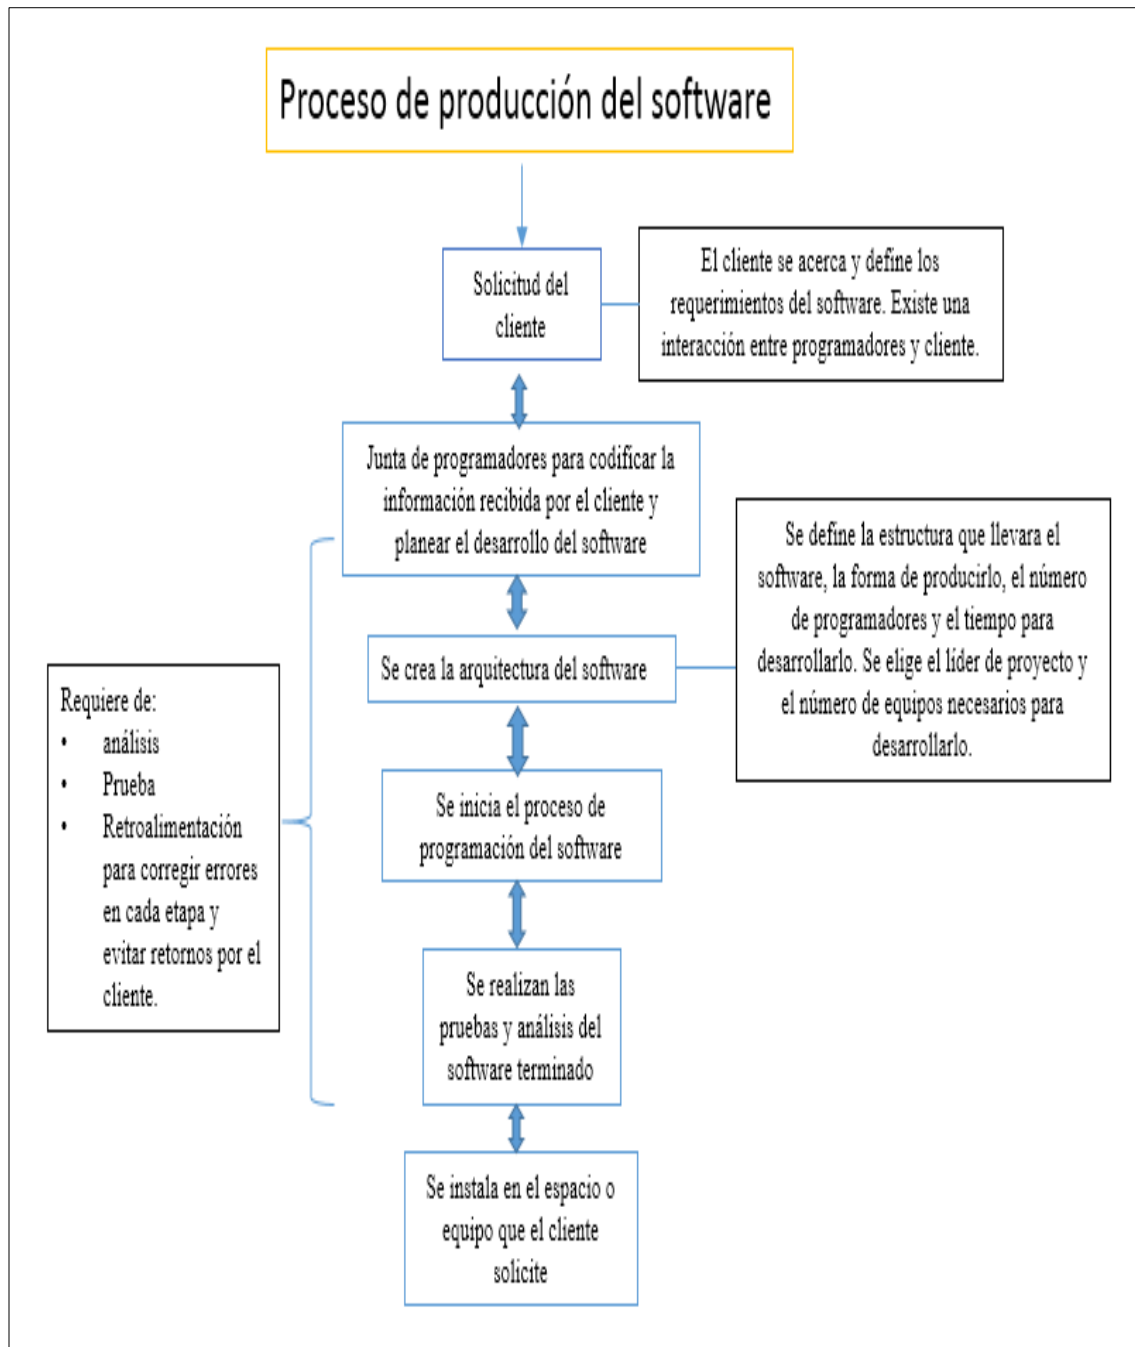 Proceso de producción del software
Solicitud del
cliente
El cliente se acerca y define los
requerimientos del software. Existe una
interacción entre programadores y cliente.
Junta de programadores para codificar la
información recibida por el cliente y
planear el desarrollo del software
Se crea la arquitectura del software
Se define la estructura que llevara el
software, la forma de producirlo, el número
de programadores y el tiempo para
desarrollarlo. Se elige el líder de proyecto y
el número de equipos necesarios para
desarrollarlo.
Requiere de:
• análisis
• Prueba
• Retroalimentación
para corregir errores
en cada etapa y
evitar retornos por el
cliente.
Se inicia el proceso de
programación del software
Se realizan las
pruebas y análisis del
software terminado
Se instala en el espacio o
equipo que el cliente
solicite